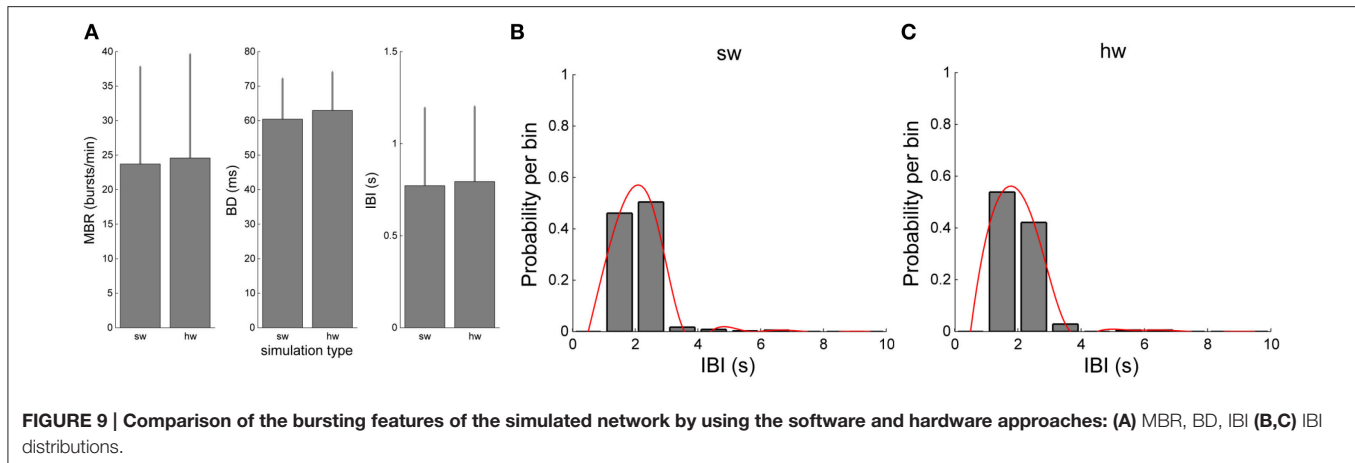 A
40
35
30
25
20
15
10
5
0
MBR (bursts/min)
sw hw
80
70
60
50
40
30
20
10
0
BD (ms)
sw hw
simulation type
1.5
1
0.5
0
IBI (s)
sw hw
B
sw
1
0.8
0.6
0.4
0.2
0
Probability per bin
0 2 4 6 8 10
IBI (s)
C
hw
1
0.8
0.6
0.4
0.2
0
Probability per bin
0 2 4 6 8 10
IBI (s)
FIGURE 9 | Comparison of the bursting features of the simulated network by using the software and hardware approaches: (A) MBR, BD, IBI (B,C) IBI
distributions.